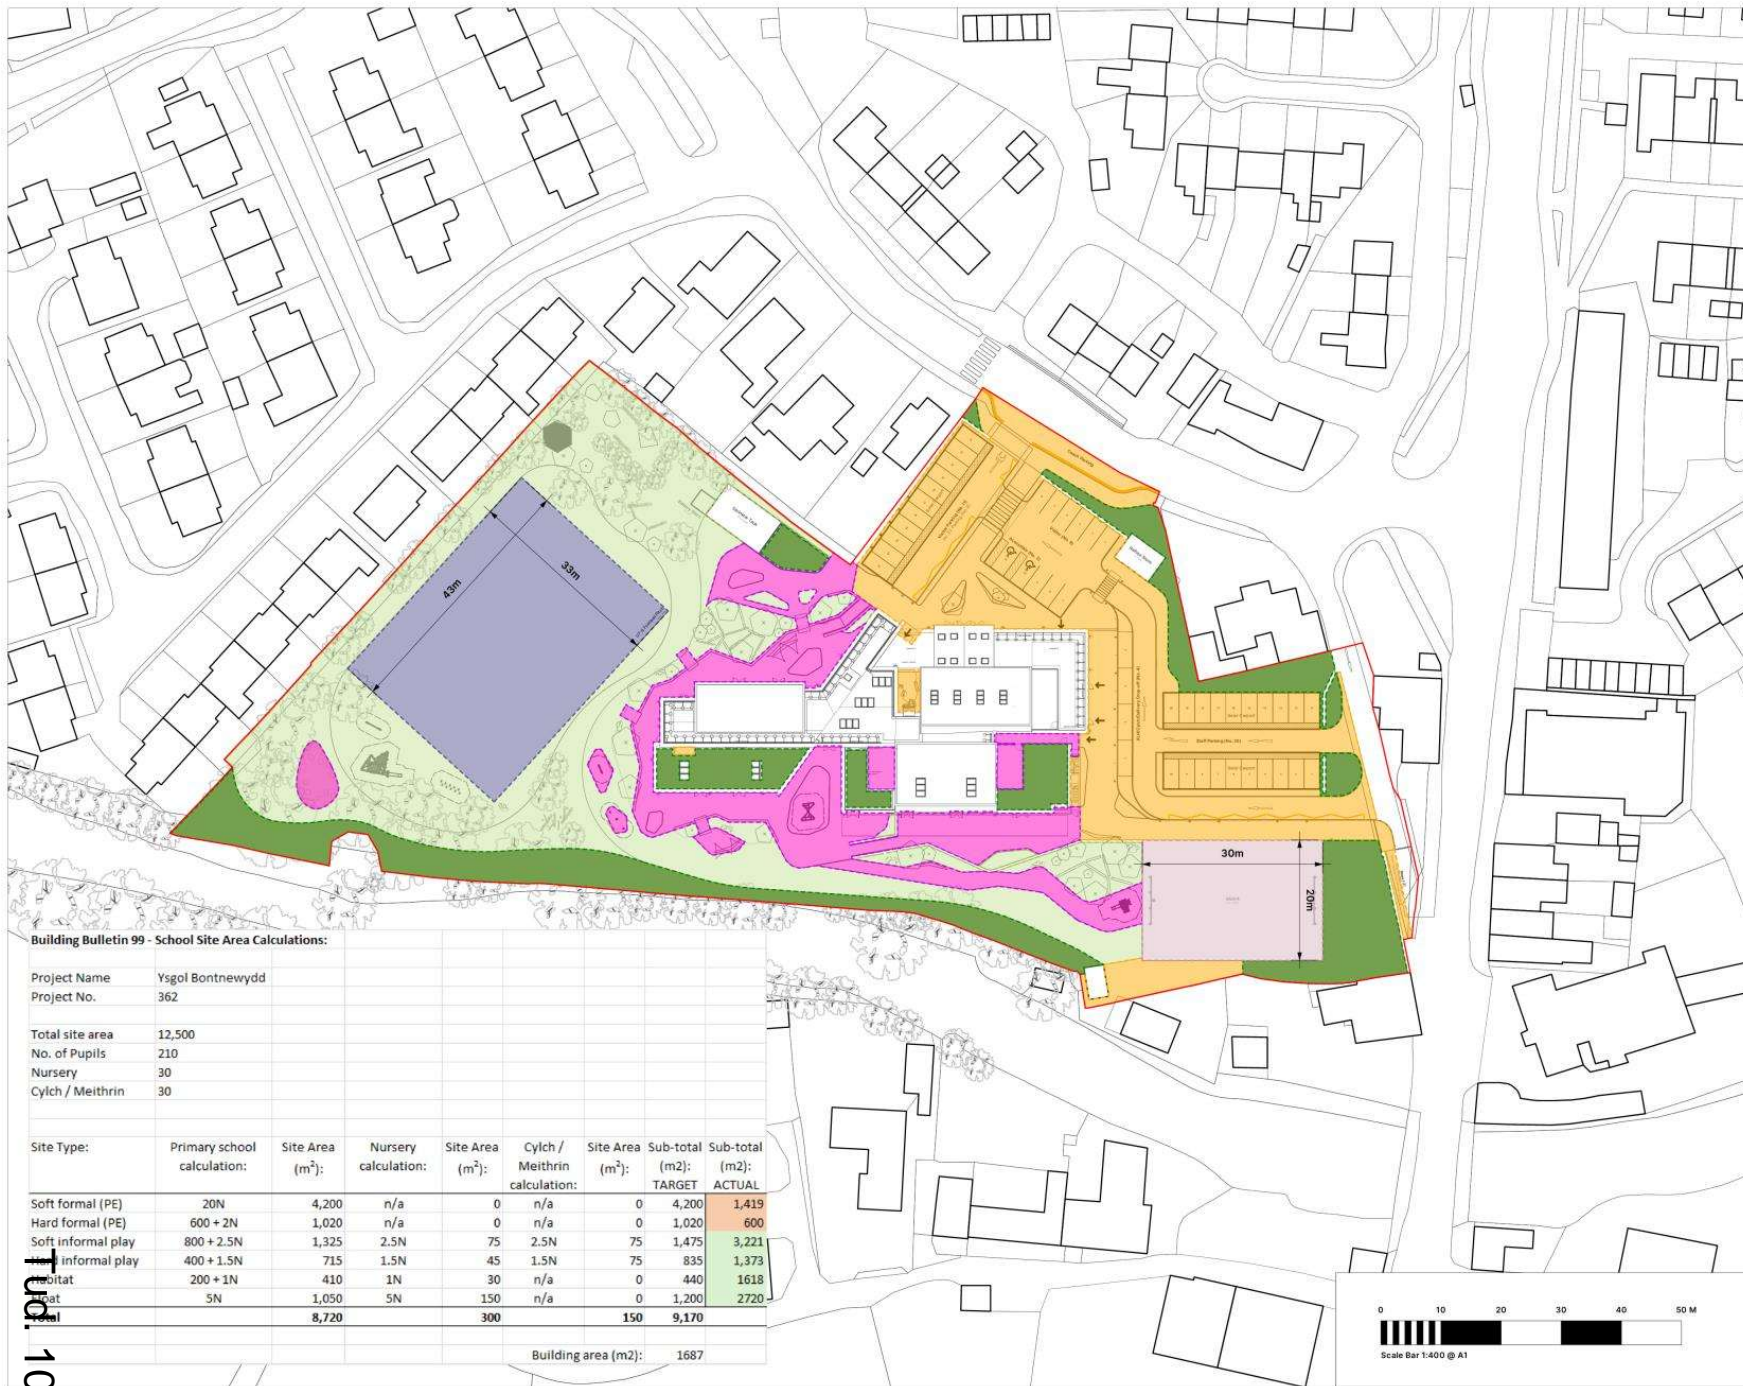 Coach Parking
43m
33m
30m
20m
Building Bulletin 99 - School Site Area Calculations:
Project Name Ysgol Bontnewydd
Project No. 362
Total site area 12,500
No. of Pupils 210
Nursery 30
Cylch / Meithrin 30
Site Type: Primary school calculation: Site Area (m²): Nursery calculation: Site Area (m²): Cylch / Meithrin calculation: Site Area (m²): Sub-total (m2): TARGET Sub-total (m2): ACTUAL
Soft formal (PE) 20N 4,200 n/a 0 n/a 0 4,200 1,419
Hard formal (PE) 600 + 2N 1,020 n/a 0 n/a 0 1,020 600
Soft informal play 800 + 2.5N 1,325 2.5N 75 2.5N 75 1,475 3,221
informal play 400 + 1.5N 715 1.5N 45 1.5N 75 835 1,373
Habitat 200 + 1N 410 1N 30 n/a 0 440 1618
Float 5N 1,050 5N 150 n/a 0 1,200 2720
Total 8,720 300 150 9,170
Building area (m2): 1687
Tud. 10
0 10 20 30 40 50 M
Scale Bar 1:400 @ A1